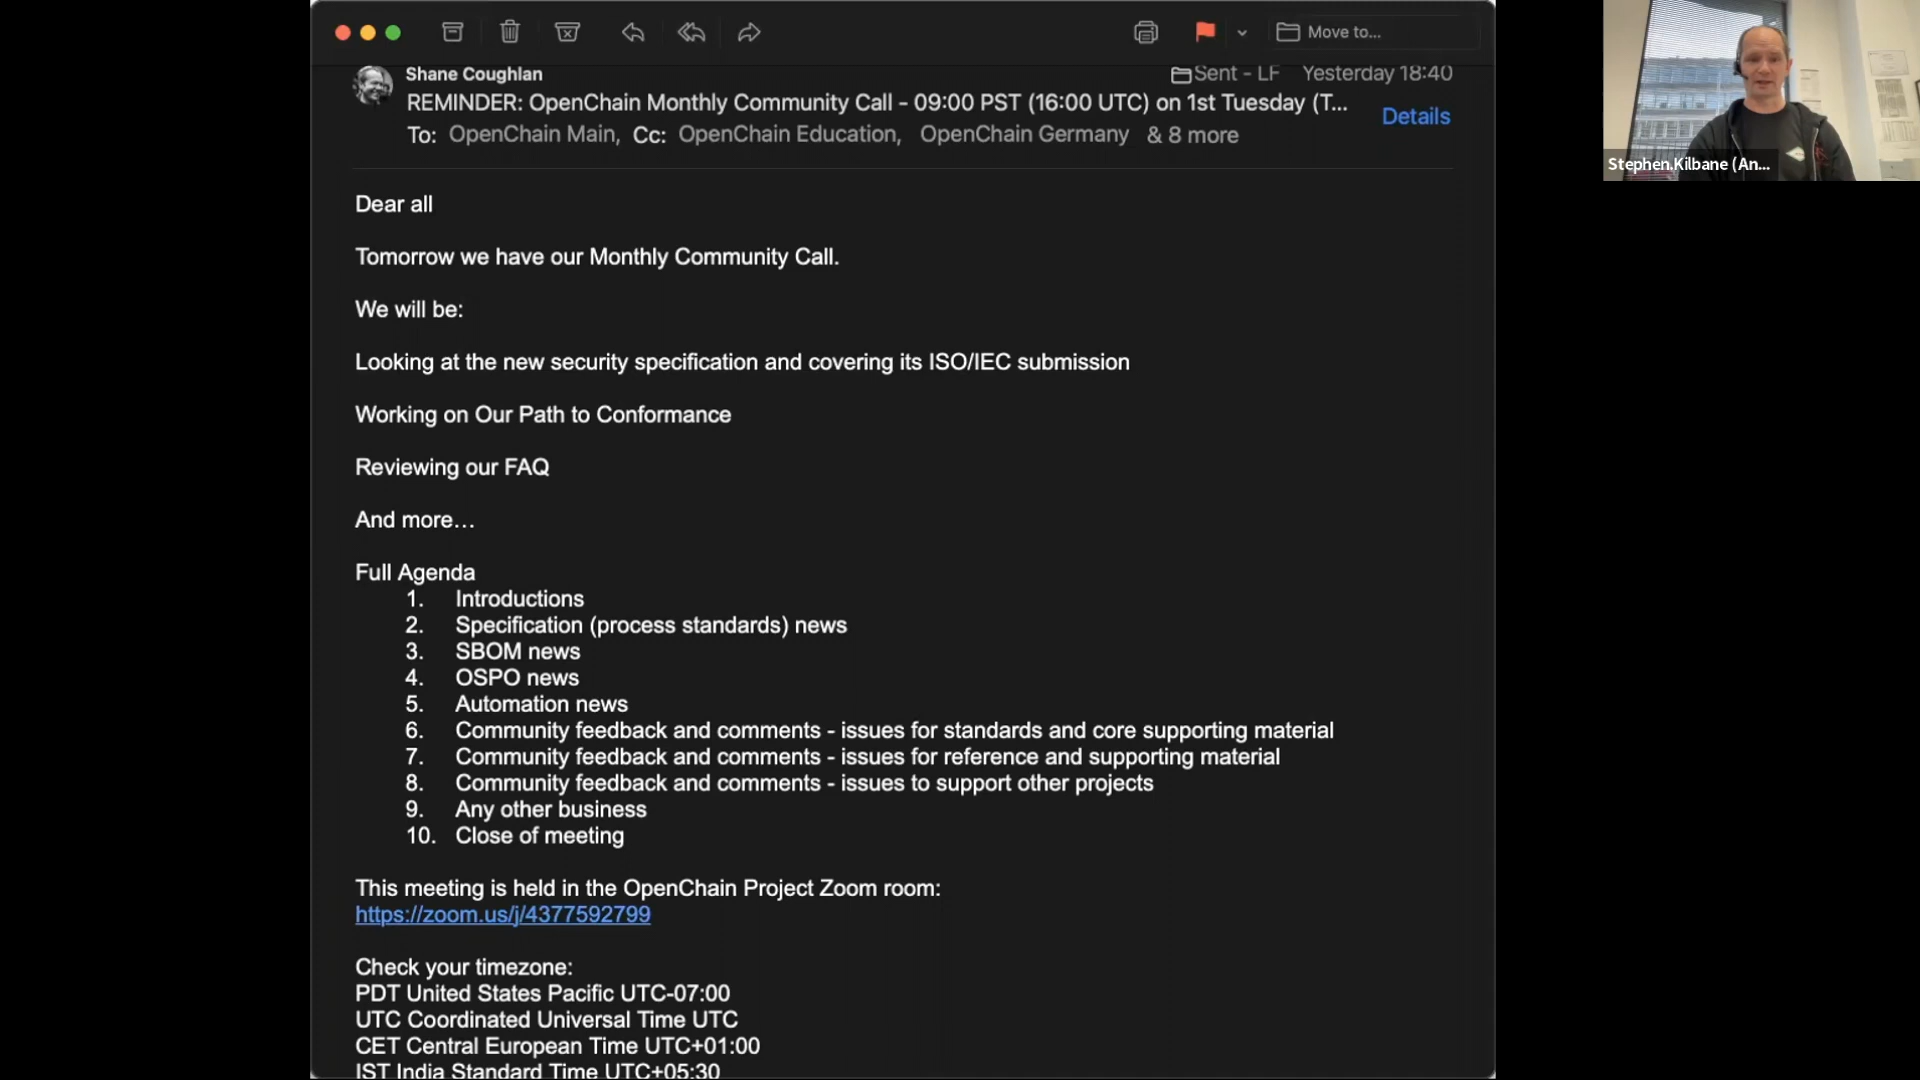 Move to...
Shane Coughlan
Sent - LF Yesterday 18:40
REMINDER: OpenChain Monthly Community Call - 09:00 PST (16:00 UTC) on 1st Tuesday (T...
Details
To: OpenChain Main, Cc: OpenChain Education, OpenChain Germany & 8 more
Stephen.Kilbane (An...
Dear all
Tomorrow we have our Monthly Community Call.
We will be:
Looking at the new security specification and covering its ISO/IEC submission
Working on Our Path to Conformance
Reviewing our FAQ
And more…
Full Agenda
1. Introductions
2. Specification (process standards) news
3. SBOM news
4. OSPO news
5. Automation news
6. Community feedback and comments - issues for standards and core supporting material
7. Community feedback and comments - issues for reference and supporting material
8. Community feedback and comments - issues to support other projects
9. Any other business
10. Close of meeting
This meeting is held in the OpenChain Project Zoom room:
https://zoom.us/j/4377592799
Check your timezone:
PDT United States Pacific UTC-07:00
UTC Coordinated Universal Time UTC
CET Central European Time UTC+01:00
IST India Standard Time UTC+05:30